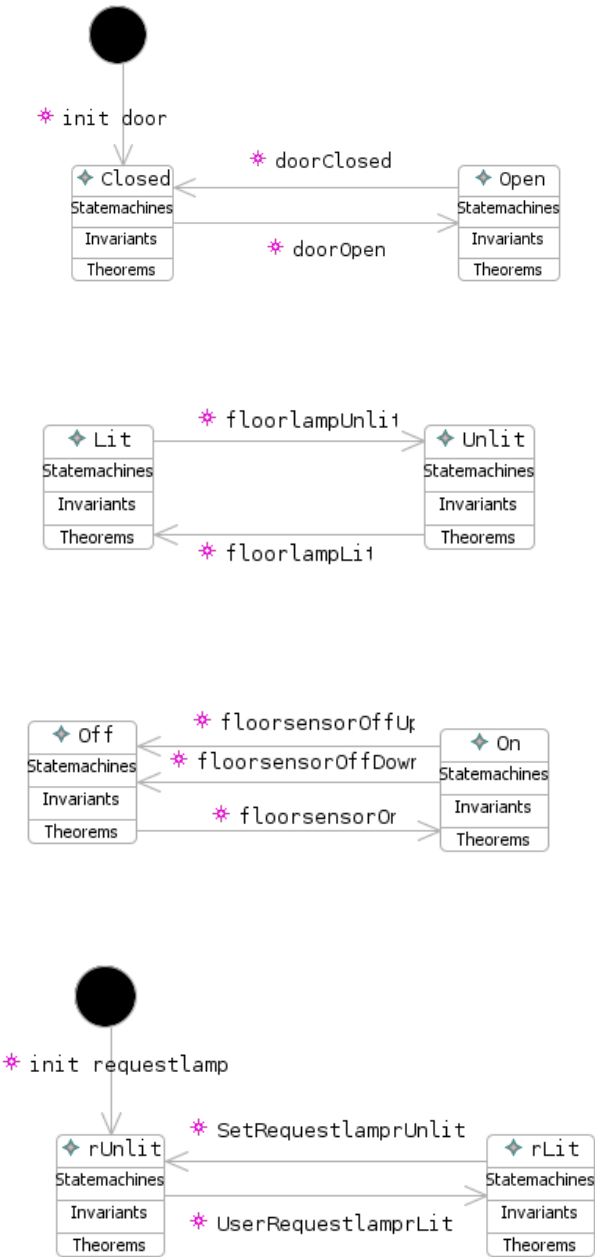 init door
doorClosed
Closed
Open
Statemachines
Statemachines
Invariants
Invariants
doorOpen
Theorems
Theorems
floorlampUnlit
Lit
Unlit
Statemachines
Statemachines
Invariants
Invariants
Theorems
Theorems
floorlampLit
floorsensorOffUp
Off
On
floorsensorOffDown
Statemachines
Statemachines
Invariants
Invariants
floorsensorOn
Theorems
Theorems
init requestlamp
SetRequestlamprUnlit
rUnlit
rLit
Statemachines
Statemachines
Invariants
Invariants
UserRequestlamprLit
Theorems
Theorems